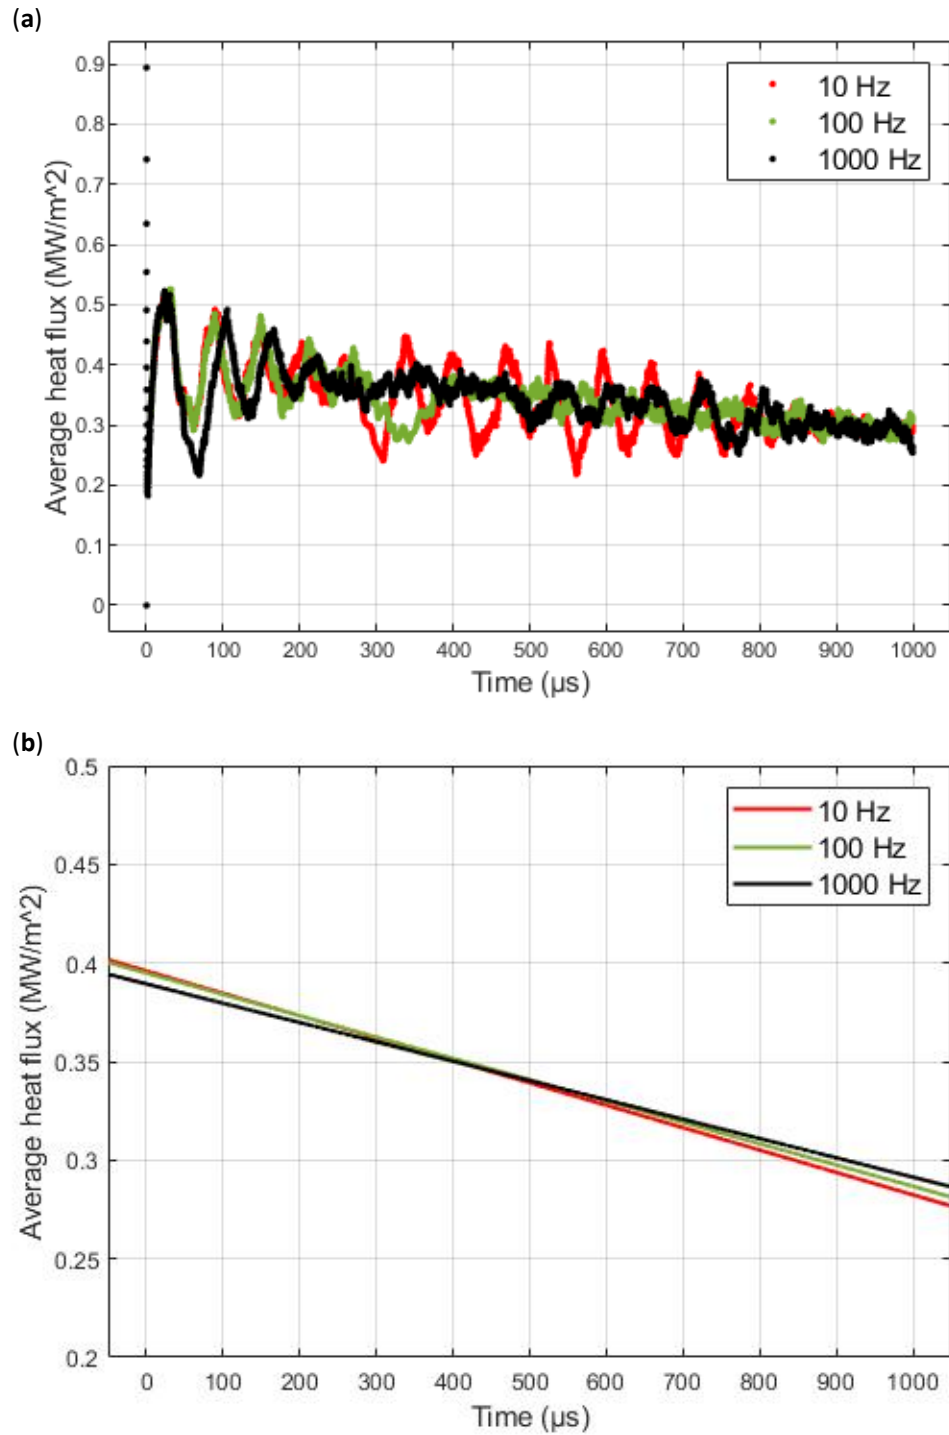 (a)
Average heat flux (MW/m^2)
0.9
0.8
0.7
0.6
0.5
0.4
0.3
0.2
0.1
0
10 Hz
100 Hz
1000 Hz
0 100 200 300 400 500 600 700 800 900 1000
Time (µs)
(b)
Average heat flux (MW/m^2)
0.5
0.45
0.4
0.35
0.3
0.25
0.2
10 Hz
100 Hz
1000 Hz
0 100 200 300 400 500 600 700 800 900 1000
Time (µs)